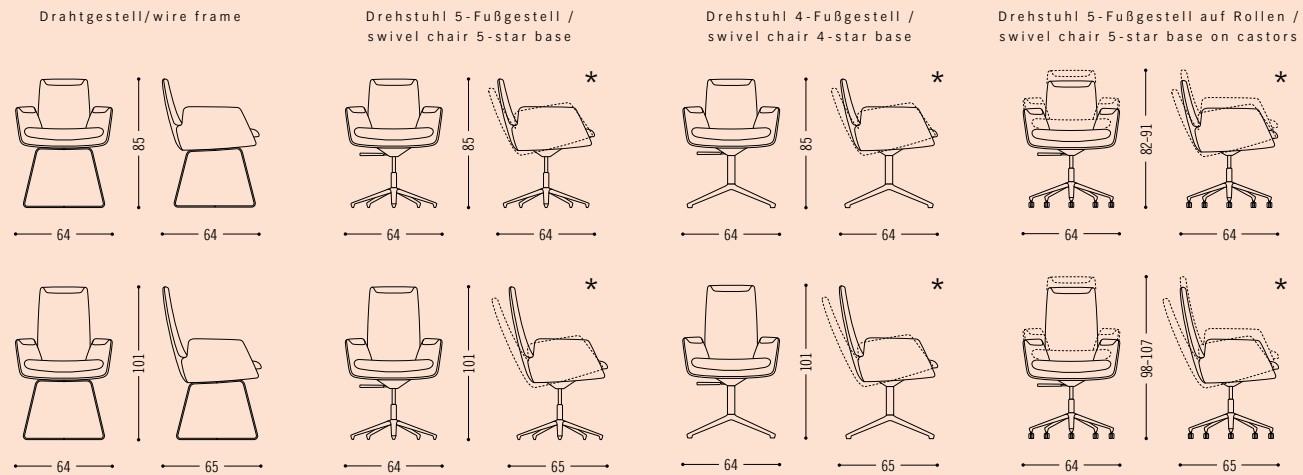 Drahtgestell/wire frame
Drehstuhl 5-Fußgestell /
swivel chair 5-star base
Drehstuhl 4-Fußgestell /
swivel chair 4-star base
Drehstuhl 5-Fußgestell auf Rollen /
swivel chair 5-star base on castors
* * *
85 85 85 82-91
64 64 64 64 64 64 64 64
* * *
101 101 101 98-107
64 65 64 65 64 65 64 65